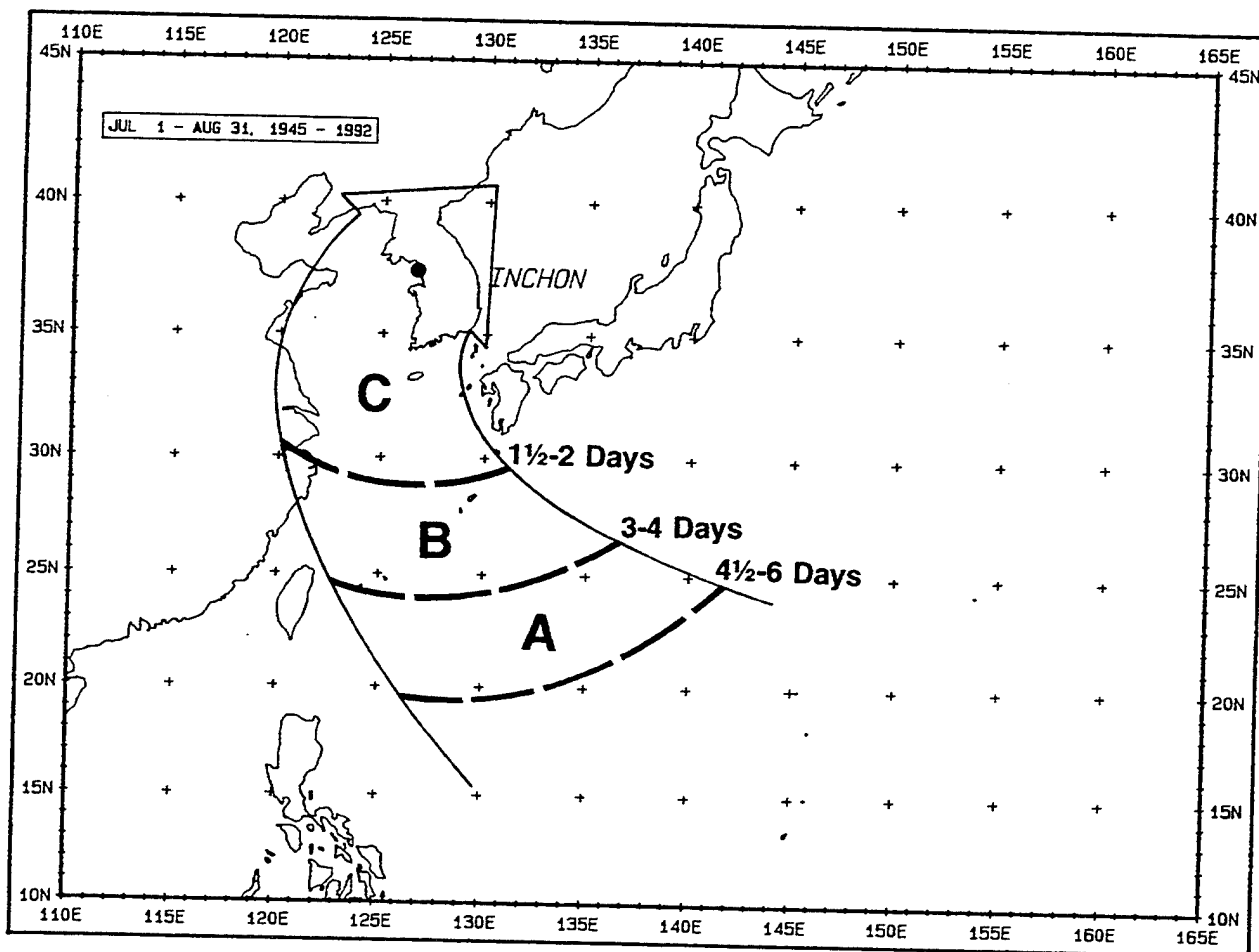 110E 115E 120E 125E 130E 135E 140E 145E 150E 155E 160E 165E
45N 45N
JUL 1 - AUG 31, 1945 - 1992
40N 40N
INCHON
35N 35N
C
30N 1½-2 Days 30N
B 3-4 Days
25N 4½-6 Days 25N
A
20N 20N
15N 15N
10N 10N
110E 115E 120E 125E 130E 135E 140E 145E 150E 155E 160E 165E